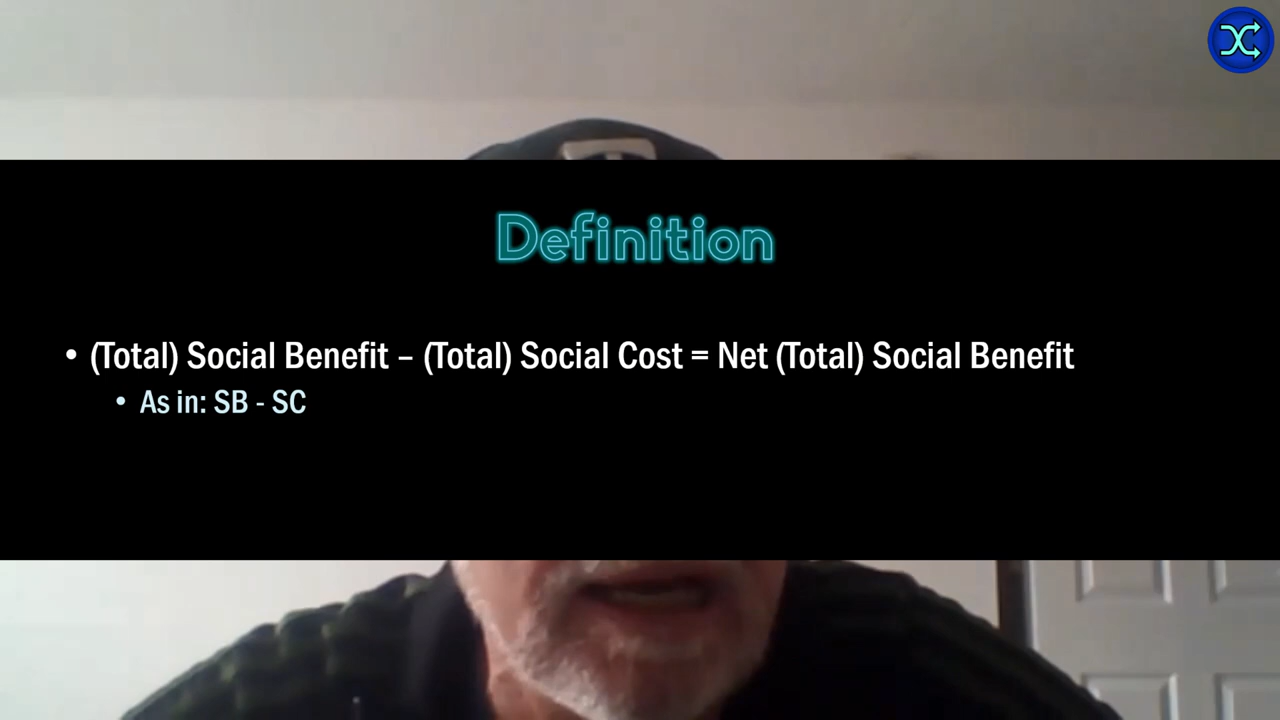 Definition
• (Total) Social Benefit – (Total) Social Cost = Net (Total) Social Benefit
• As in: SB - SC